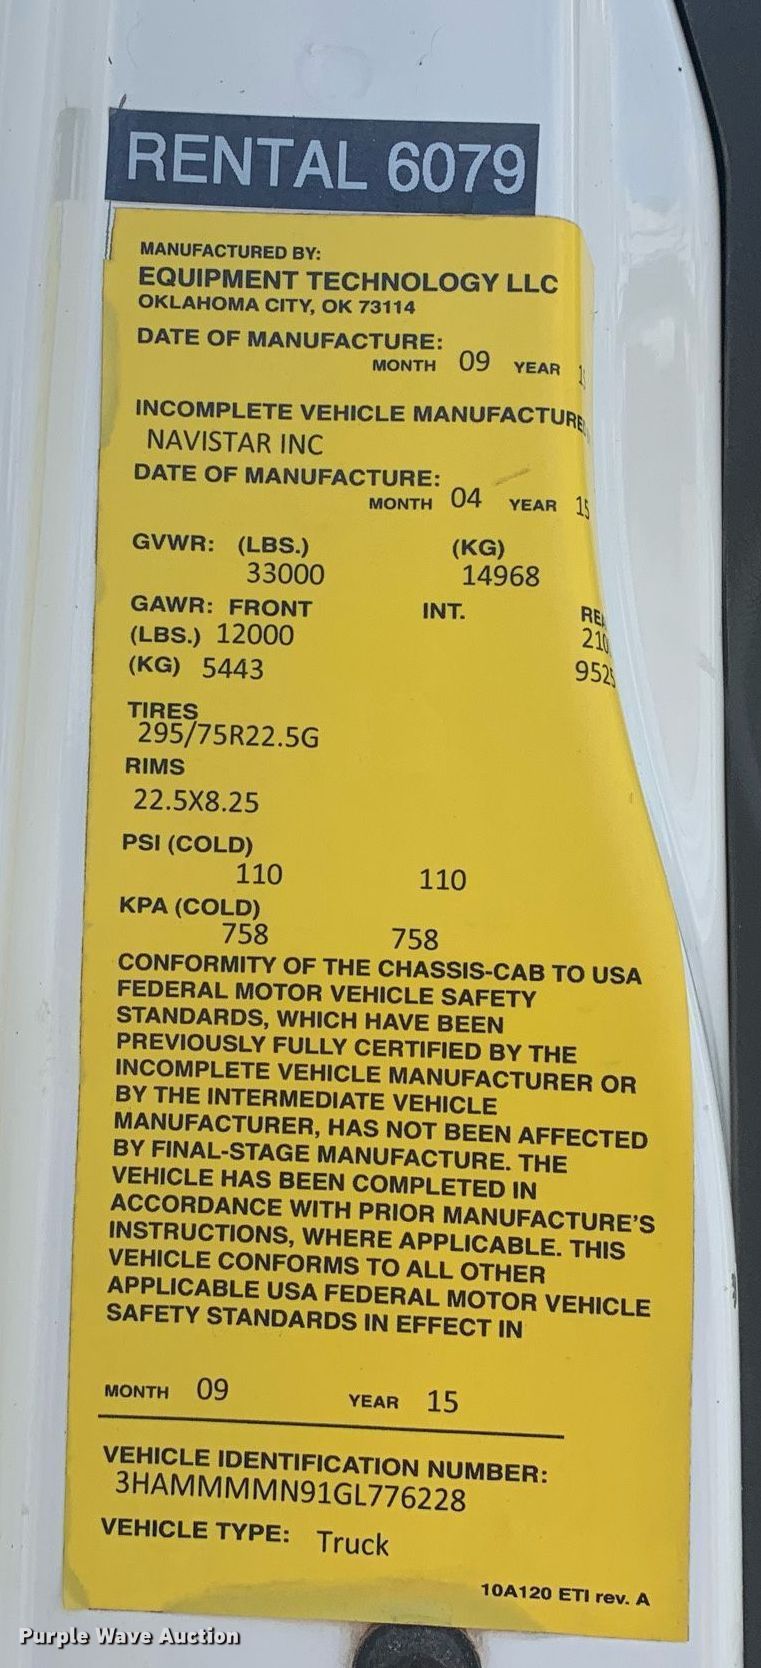 RENTAL 6079
MANUFACTURED BY:
EQUIPMENT TECHNOLOGY LLC
OKLAHOMA CITY, OK 73114
DATE OF MANUFACTURE:
MONTH 09 YEAR
INCOMPLETE VEHICLE MANUFACTURE
NAVISTAR INC
DATE OF MANUFACTURE:
MONTH 04 YEAR 15
GVWR: (LBS.) (KG)
33000 14968
GAWR: FRONT INT.
(LBS.) 12000
(KG) 5443
TIRES
295/75R22.5G
RIMS
22.5X8.25
PSI (COLD)
110 110
KPA (COLD)
758 758
CONFORMITY OF THE CHASSIS-CAB TO USA
FEDERAL MOTOR VEHICLE SAFETY
STANDARDS, WHICH HAVE BEEN
PREVIOUSLY FULLY CERTIFIED BY THE
INCOMPLETE VEHICLE MANUFACTURER OR
BY THE INTERMEDIATE VEHICLE
MANUFACTURER, HAS NOT BEEN AFFECTED
BY FINAL-STAGE MANUFACTURE. THE
VEHICLE HAS BEEN COMPLETED IN
ACCORDANCE WITH PRIOR MANUFACTURE'S
INSTRUCTIONS, WHERE APPLICABLE. THIS
VEHICLE CONFORMS TO ALL OTHER
APPLICABLE USA FEDERAL MOTOR VEHICLE
SAFETY STANDARDS IN EFFECT IN
MONTH 09 YEAR 15
VEHICLE IDENTIFICATION NUMBER:
3HAMMMMN91GL776228
VEHICLE TYPE: Truck
10A120 ETI rev. A
Purple Wave Auction